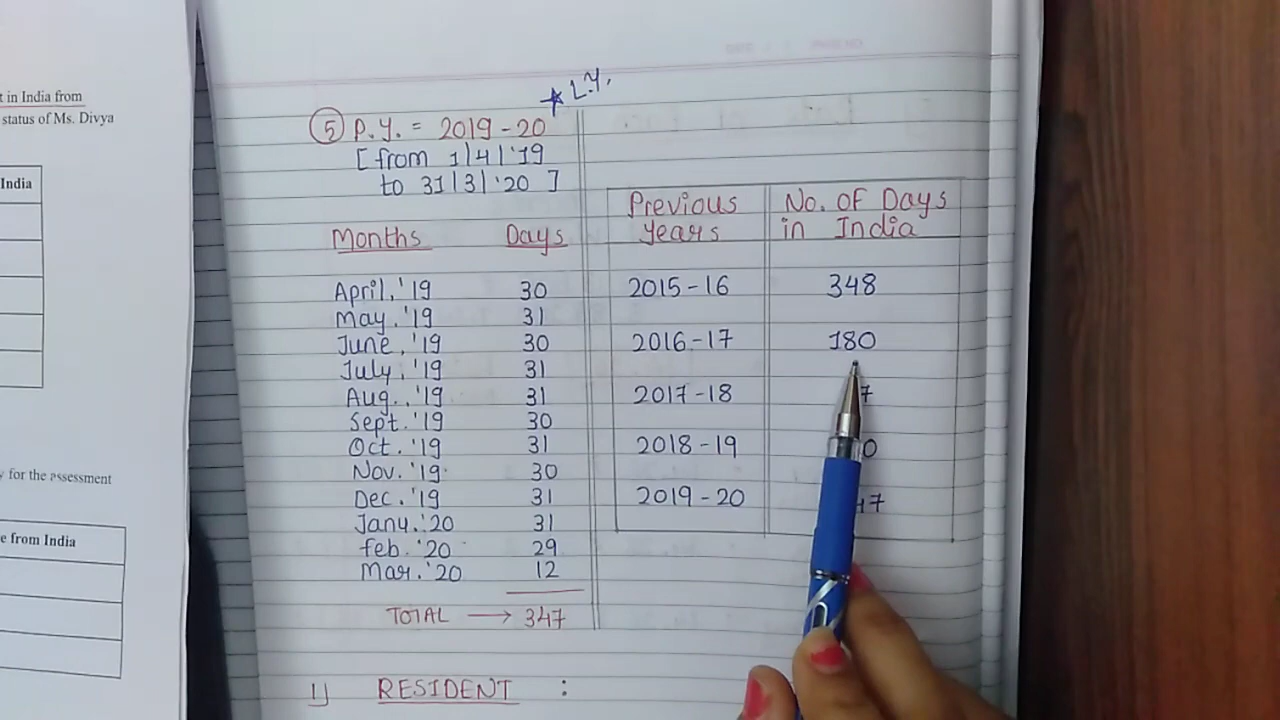 t in India from
status of Ms. Divya
India
y for the assessment
e from India
★ L.Y.
⑤ P.Y. = 2019-20
[ from 1/4/'19
to 31/3/'20 ]
Months Days
April,'19 30
May.'19 31
June,'19 30
July,'19 31
Aug.,'19 31
Sept.'19 30
Oct.'19 31
Nov.'19 30
Dec.'19 31
Janu.'20 31
feb.'20 29
Mar.'20 12
TOTAL → 347
Previous Years No. of Days in India
2015-16 348
2016-17 180
2017-18 7
2018-19 0
2019-20 47
1) RESIDENT :